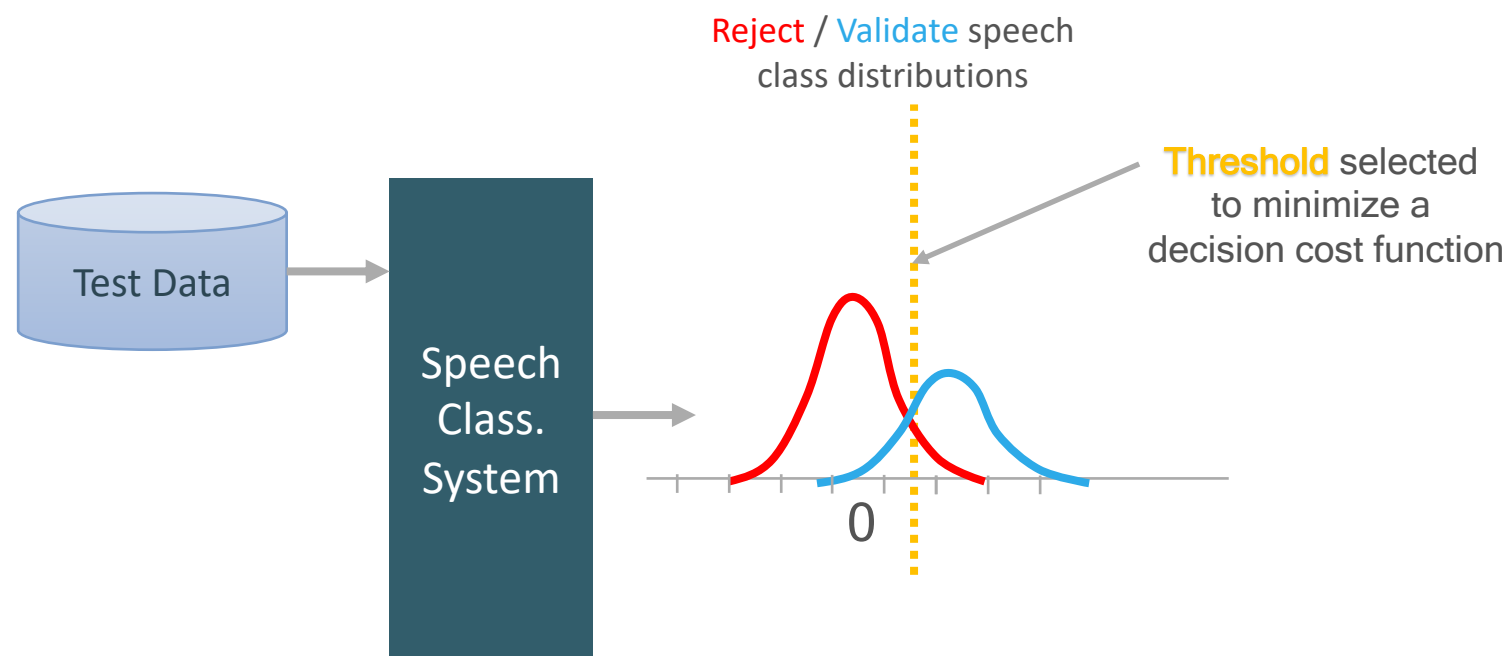 Reject / Validate speech
class distributions
Threshold selected
to minimize a
decision cost function
Test Data
Speech
Class.
System
0